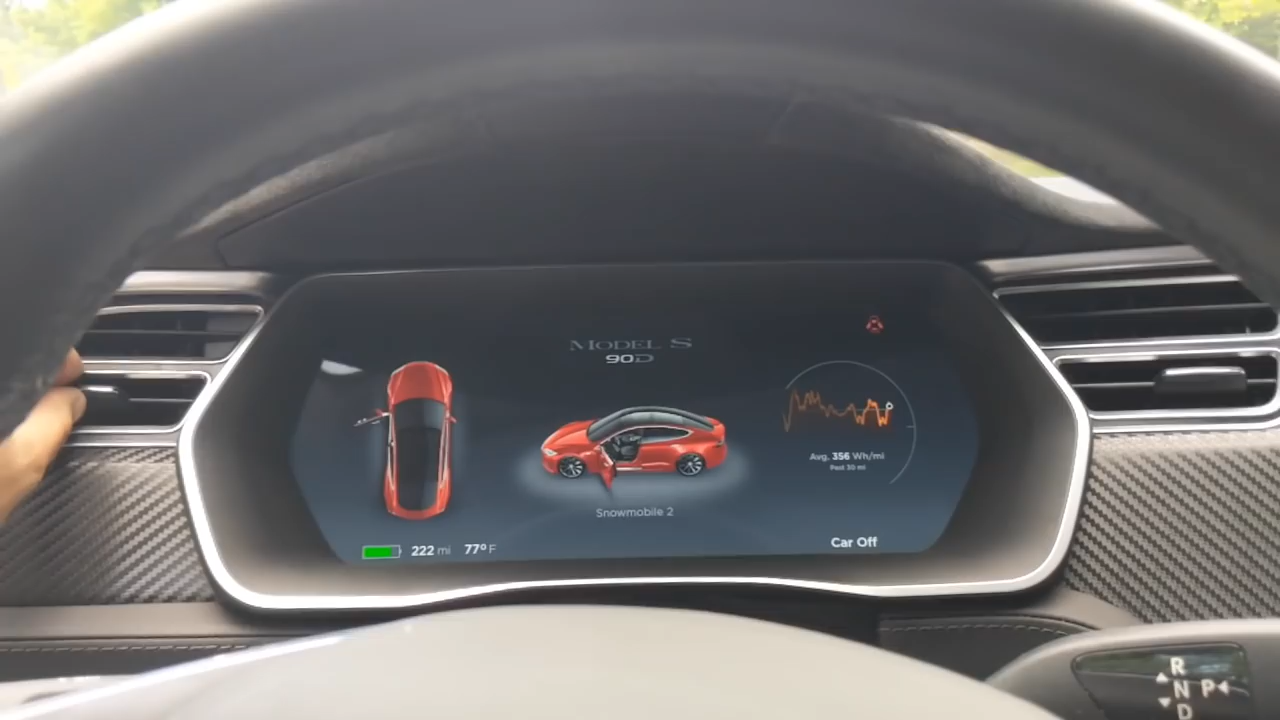 MODEL S
90D
Avg. 356 Wh/mi
Past 30 mi
Snowmobile 2
222 mi 77° F
Car Off
R
N P
D